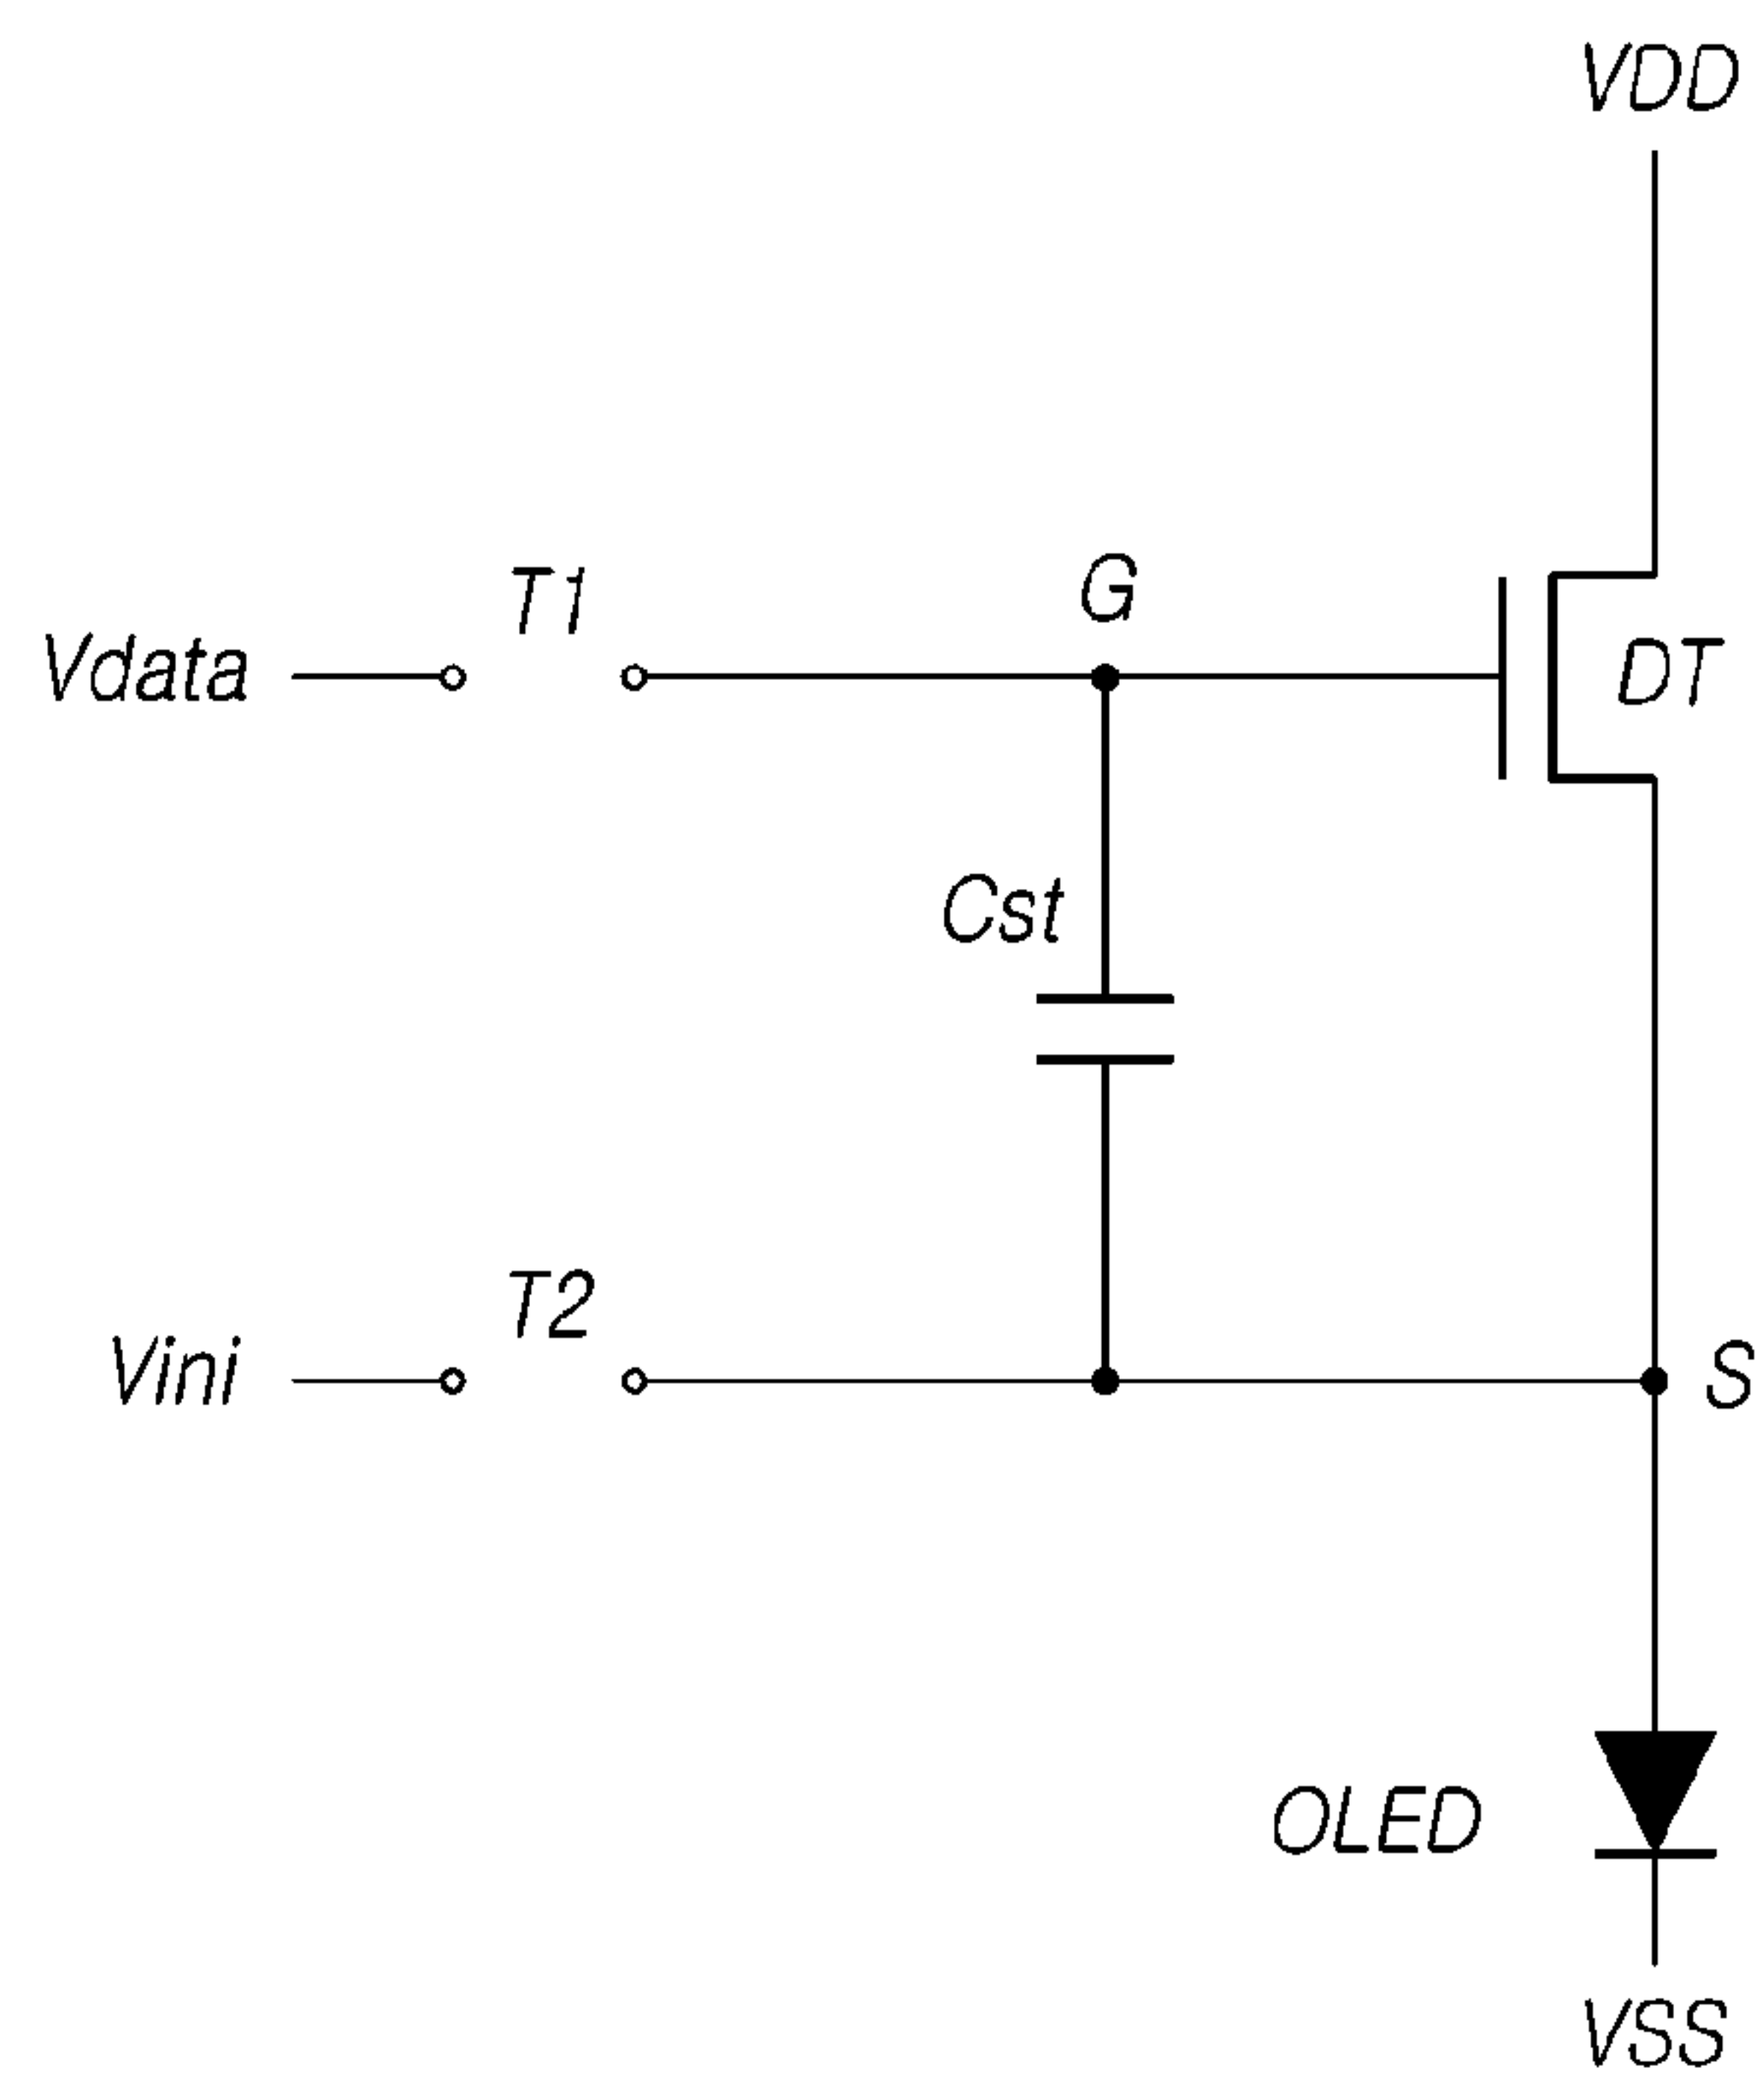 VDD
T1
G
Vdata
DT
Cst
T2
Vini
S
OLED
VSS